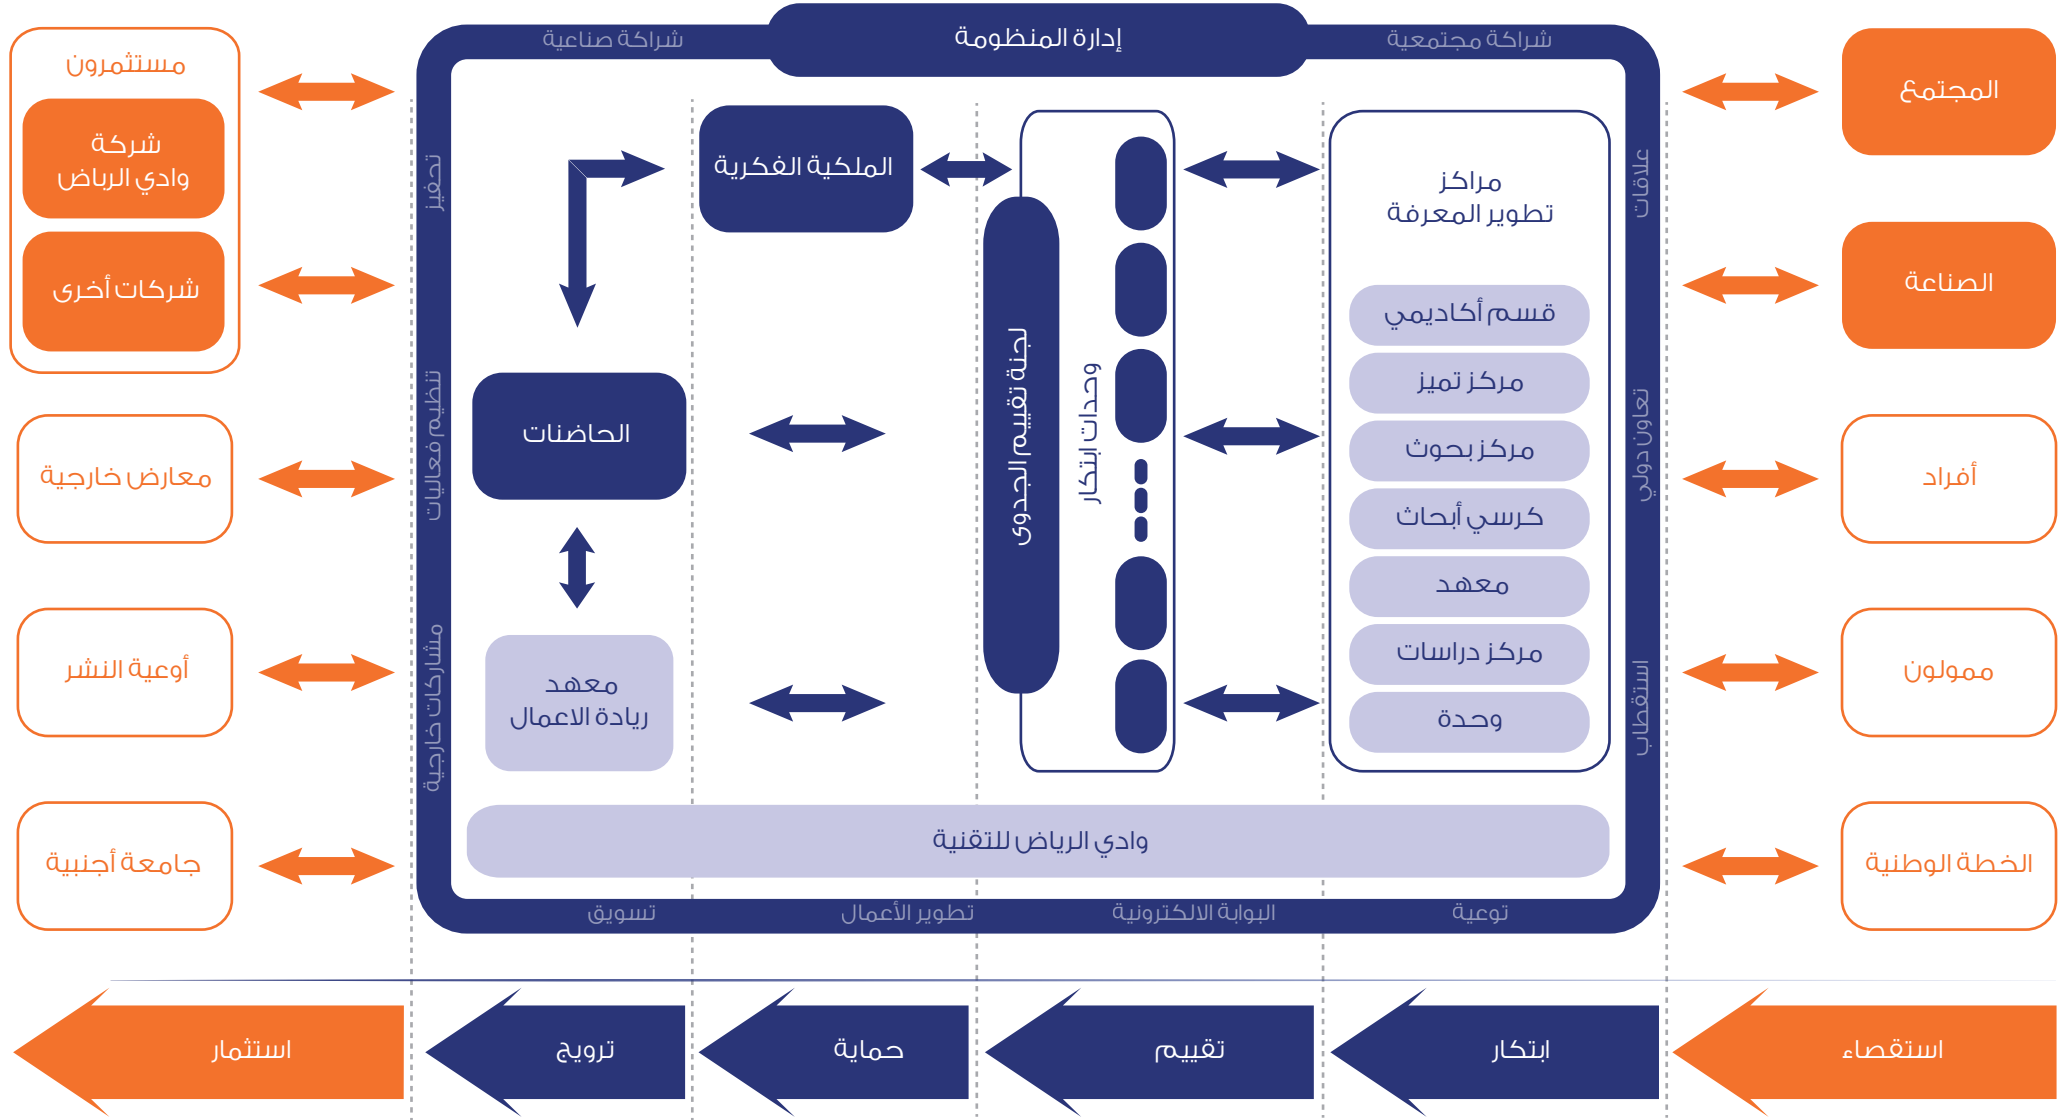 إدارة المنظومة
شراكة مجتمعية
شراكة صناعية
المجتمع
الصناعة
أفراد
ممولون
الخطة الوطنية
علاقات
تعاون دولي
استقطاب
مراكز
تطوير المعرفة
قسم أكاديمي
مركز تميز
مركز بحوث
كرسي أبحاث
معهد
مركز دراسات
وحدة
وحدات ابتكار
لجنة تقييم الجدوى
الملكية الفكرية
الحاضنات
معهد
ريادة الاعمال
وادي الرياض للتقنية
تحفيز
تنظيم فعاليات
مشاركات خارجية
توعية
البوابة الالكترونية
تطوير الأعمال
تسويق
مستثمرون
شركة
وادي الرياض
شركات أخرى
معارض خارجية
أوعية النشر
جامعة أجنبية
استقصاء
ابتكار
تقييم
حماية
ترويج
استثمار